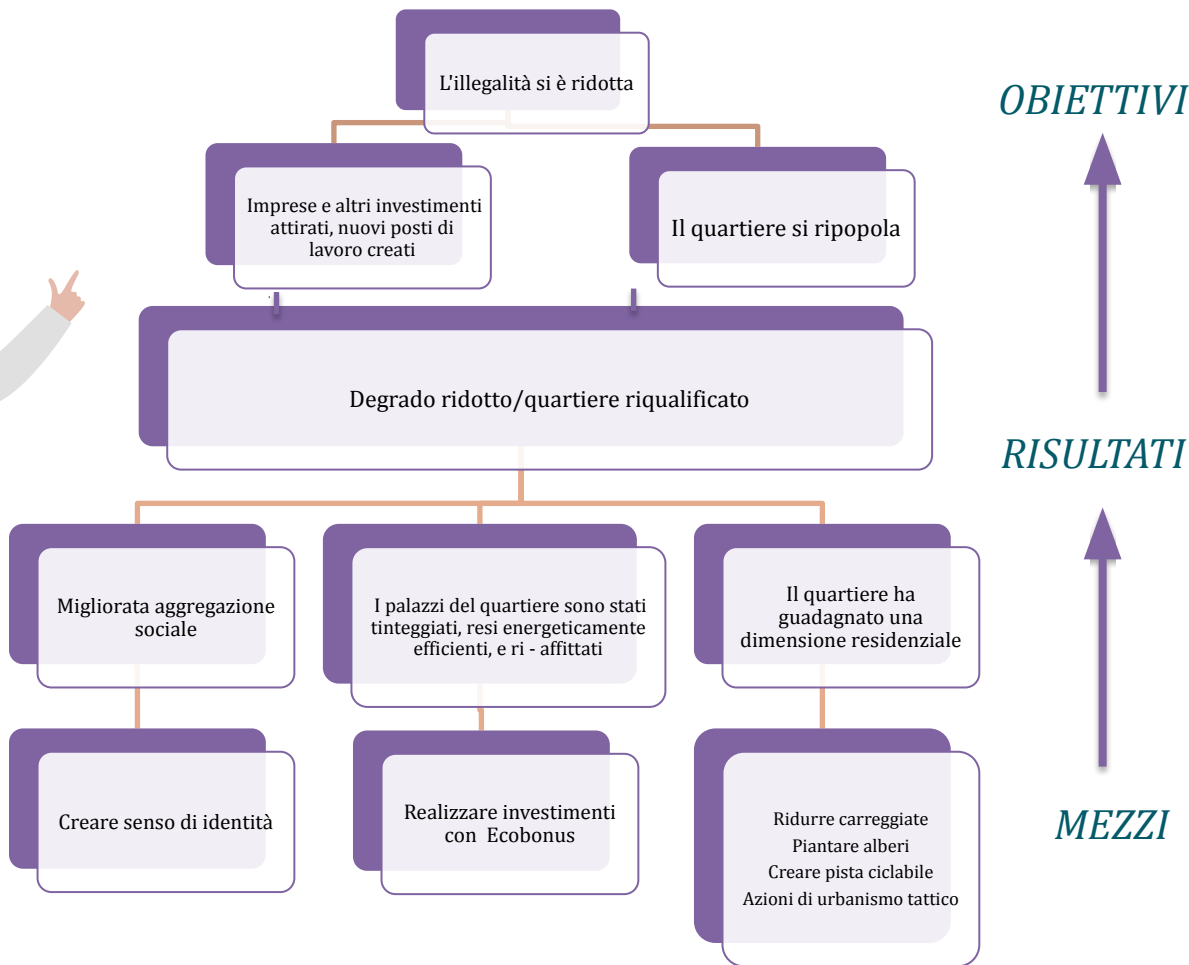 L'illegalità si è ridotta
OBIETTIVI
Imprese e altri investimenti
attirati, nuovi posti di
lavoro creati
Il quartiere si ripopola
Degrado ridotto/quartiere riqualificato
RISULTATI
Migliorata aggregazione
sociale
I palazzi del quartiere sono stati
tinteggiati, resi energeticamente
efficienti, e ri - affittati
Il quartiere ha
guadagnato una
dimensione residenziale
Creare senso di identità
Realizzare investimenti
con Ecobonus
Ridurre carreggiate
Piantare alberi
Creare pista ciclabile
Azioni di urbanismo tattico
MEZZI